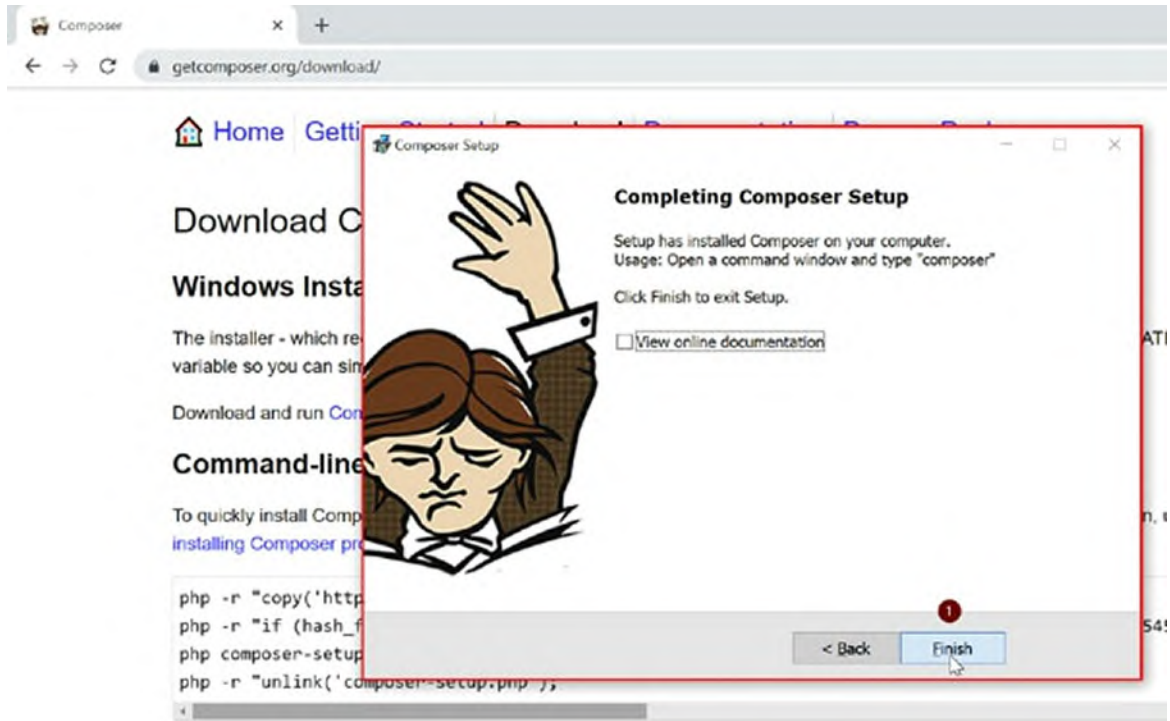 Composer
getcomposer.org/download/
Home Getti
Composer Setup
Completing Composer Setup
Setup has installed Composer on your computer.
Usage: Open a command window and type "composer"
Click Finish to exit Setup.
View online documentation
Download C
Windows Insta
The installer - which re
ATI
variable so you can sim
Download and run Con
Command-line
To quickly install Comp
n, u
installing Composer pro
php -r "copy('http
php -r "if (hash_f
545
php composer-setup
php -r "unlink('composer-setup.php');
1
< Back
Finish